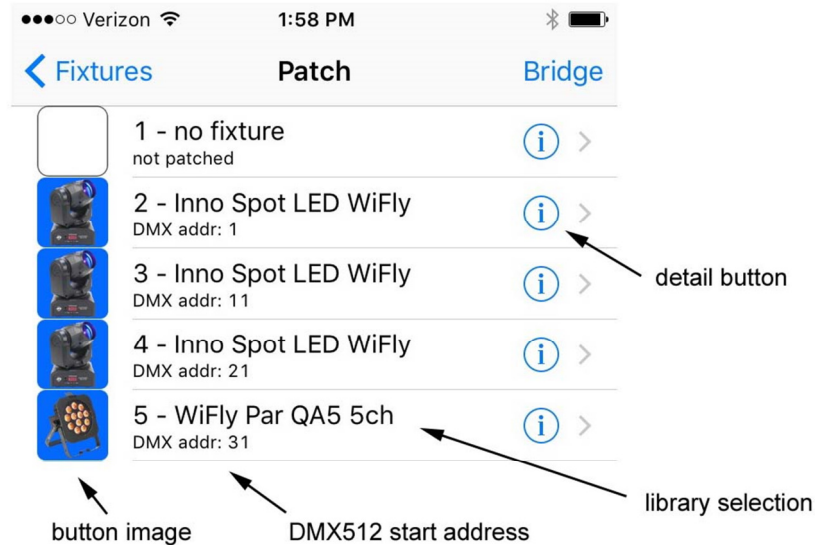 Verizon 1:58 PM
Fixtures Patch Bridge
1 - no fixture
not patched
2 - Inno Spot LED WiFly
DMX addr: 1
detail button
3 - Inno Spot LED WiFly
DMX addr: 11
4 - Inno Spot LED WiFly
DMX addr: 21
5 - WiFly Par QA5 5ch
DMX addr: 31
library selection
button image DMX512 start address